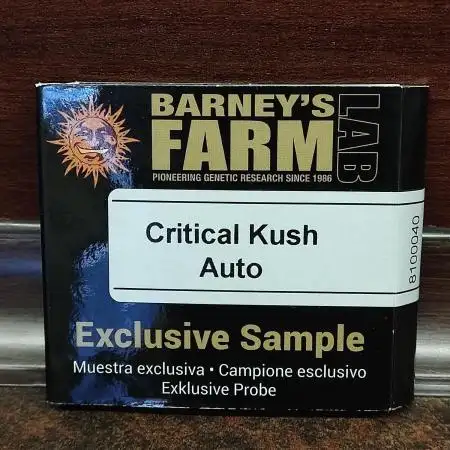 BARNEY'S
FARM
LAB
PIONEERING GENETIC RESEARCH SINCE 1986
Critical Kush
Auto
8100040
Exclusive Sample
Muestra exclusiva • Campione esclusivo
Exklusive Probe